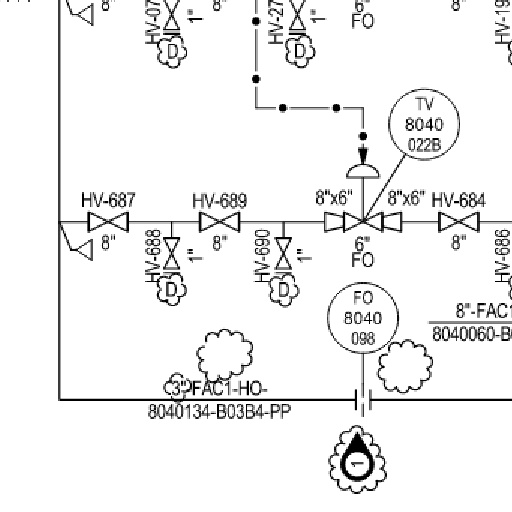 8"
HV-07
1"
8"
HV-27
1"
6"
FO
8"
HV-19
D
D
TV
8040
022B
HV-687
HV-689
8"x6"
8"x6"
HV-684
8"
HV-688
1"
8"
HV-690
1"
6"
FO
8"
HV-686
D
D
FO
8040
098
8"-FAC1
8040060-B0
3"PFAC1-HO-
8040134-B03B4-PP
1